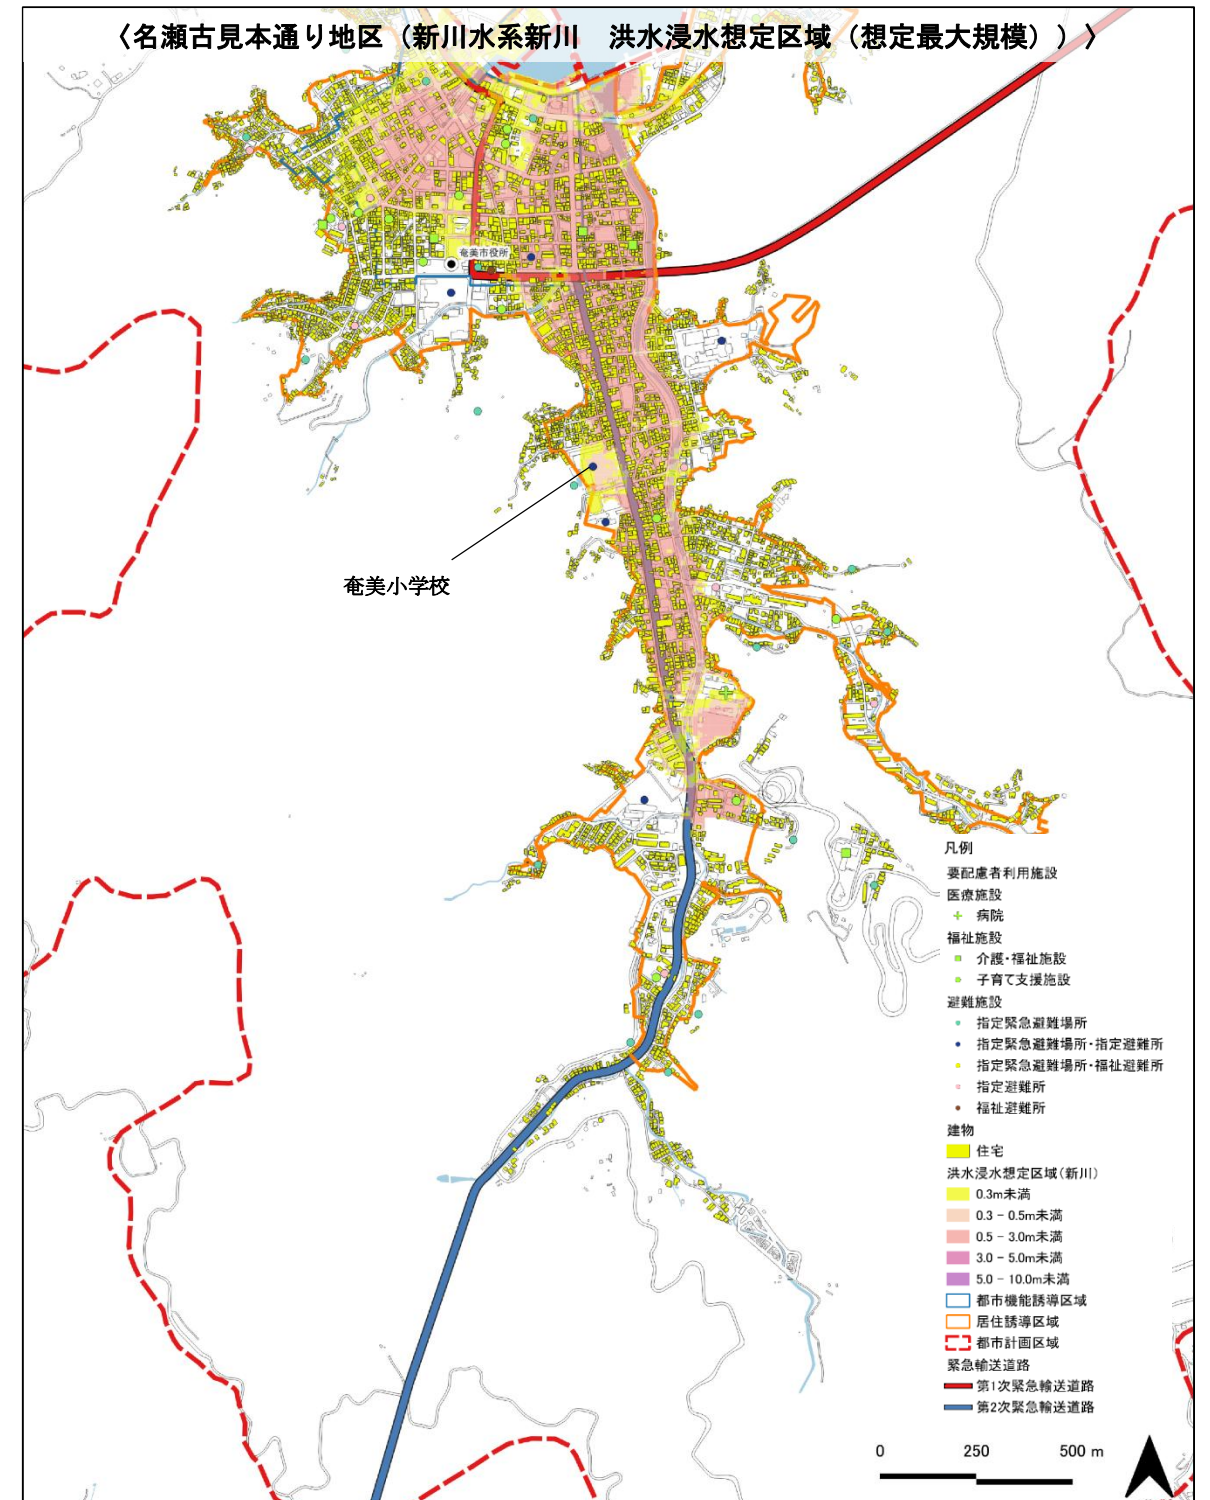 〈名瀬古見本通り地区（新川水系新川　洪水浸水想定区域（想定最大規模））〉
奄美市役所
奄美小学校
凡例
要配慮者利用施設
医療施設
病院
福祉施設
介護・福祉施設
子育て支援施設
避難施設
指定緊急避難場所
指定緊急避難場所・指定避難所
指定緊急避難場所・福祉避難所
指定避難所
福祉避難所
建物
住宅
洪水浸水想定区域(新川)
0.3m未満
0.3 - 0.5m未満
0.5 - 3.0m未満
3.0 - 5.0m未満
5.0 - 10.0m未満
都市機能誘導区域
居住誘導区域
都市計画区域
緊急輸送道路
第1次緊急輸送道路
第2次緊急輸送道路
0 250 500 m